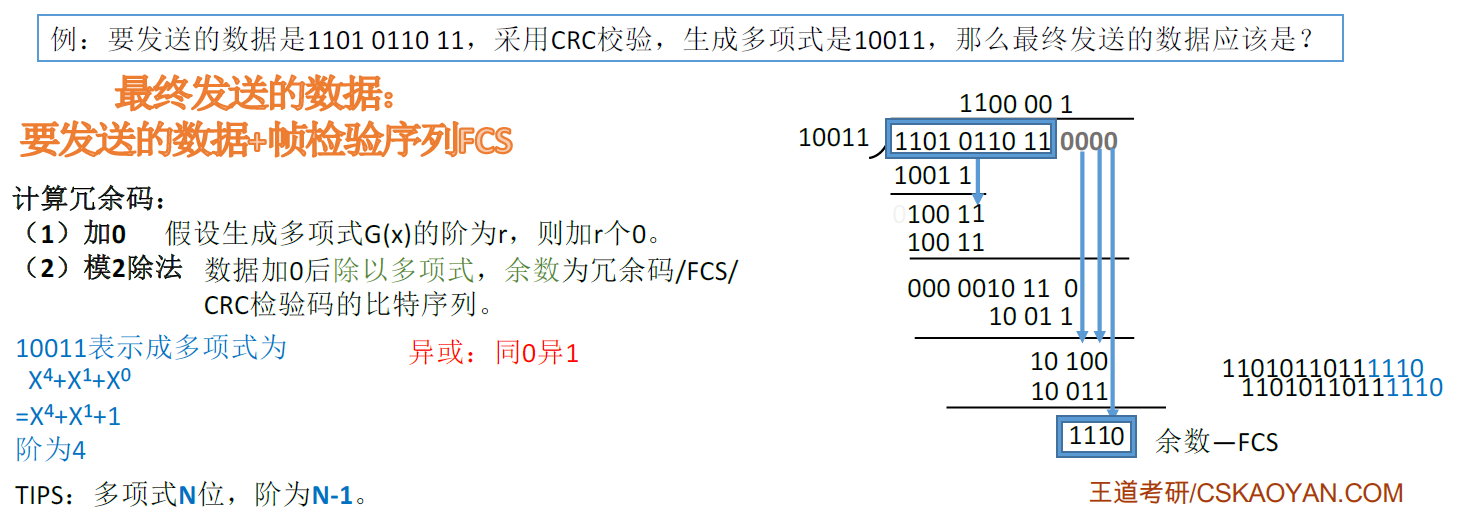 例：要发送的数据是1101 0110 11，采用CRC校验，生成多项式是10011，那么最终发送的数据应该是？
最终发送的数据：
要发送的数据+帧检验序列FCS
计算冗余码：
（1）加0 假设生成多项式G(x)的阶为r，则加r个0。
（2）模2除法 数据加0后除以多项式，余数为冗余码/FCS/
CRC检验码的比特序列。
10011表示成多项式为
X⁴+X¹+X⁰
=X⁴+X¹+1
阶为4
异或：同0异1
TIPS：多项式N位，阶为N-1。
1100 00 1
10011
1101 0110 11 0000
1001 1
0100 11
100 11
000 0010 11 0
10 01 1
10 100
10 011
1110
余数—FCS
11010110111110
11010110111110
王道考研/CSKAOYAN.COM